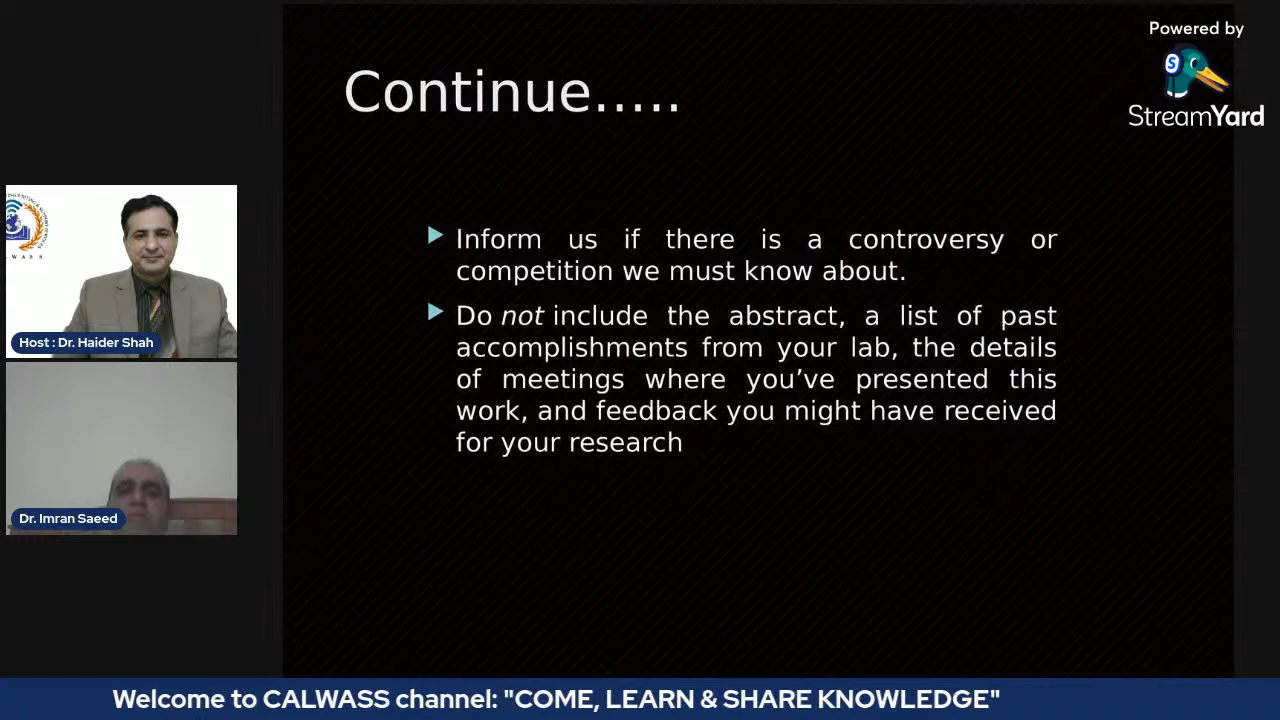 Powered by
StreamYard
Continue.....
Inform us if there is a controversy or
competition we must know about.
Do not include the abstract, a list of past
accomplishments from your lab, the details
of meetings where you’ve presented this
work, and feedback you might have received
for your research
WASS
Host : Dr. Haider Shah
Dr. Imran Saeed
Welcome to CALWASS channel: "COME, LEARN & SHARE KNOWLEDGE"